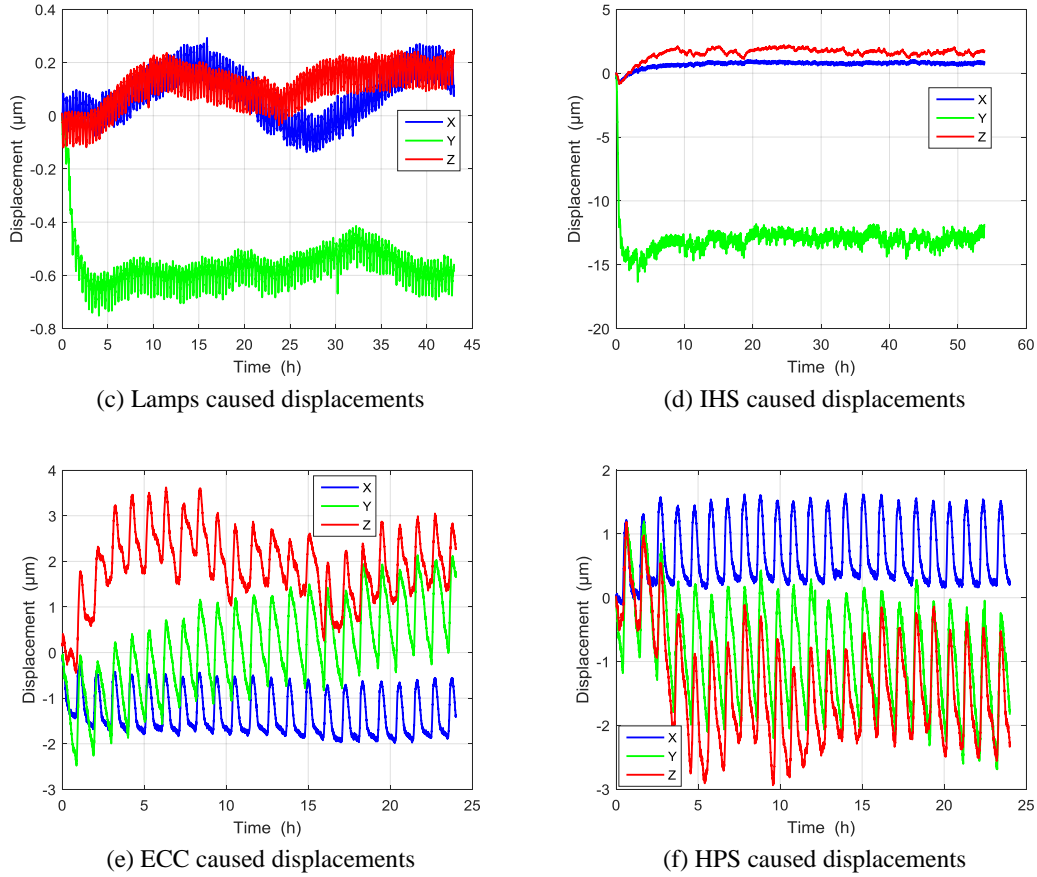 0.4
0.2
0
-0.2
-0.4
-0.6
-0.8
Displacement (μm)
X
Y
Z
0 5 10 15 20 25 30 35 40 45
Time (h)
(c) Lamps caused displacements
5
0
-5
-10
-15
-20
Displacement (μm)
X
Y
Z
0 10 20 30 40 50 60
Time (h)
(d) IHS caused displacements
4
3
2
1
0
-1
-2
-3
Displacement (μm)
X
Y
Z
0 5 10 15 20 25
Time (h)
(e) ECC caused displacements
2
1
0
-1
-2
-3
Displacement (μm)
X
Y
Z
0 5 10 15 20 25
Time (h)
(f) HPS caused displacements